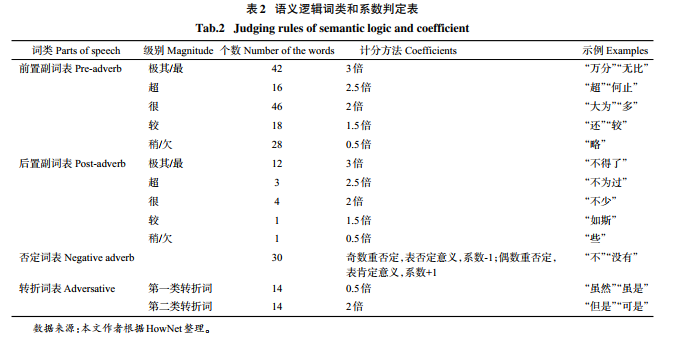 表 2 语义逻辑词类和系数判定表
Tab.2 Judging rules of semantic logic and coefficient
词类 Parts of speech 级别 Magnitude 个数 Number of the words 计分方法 Coefficients 示例 Examples
前置副词表 Pre-adverb 极其/最 42 3倍 “万分”“无比”
超 16 2.5倍 “超”“何止”
很 46 2倍 “大为”“多”
较 18 1.5倍 “还”“较”
稍/欠 28 0.5倍 “略”
后置副词表 Post-adverb 极其/最 12 3倍 “不得了”
超 3 2.5倍 “不为过”
很 4 2倍 “不少”
较 1 1.5倍 “如斯”
稍/欠 1 0.5倍 “些”
否定词表 Negative adverb 30 奇数重否定,表否定意义,系数-1;偶数重否定, “不”“没有”
表肯定意义,系数+1
转折词表 Adversative 第一类转折词 14 0.5倍 “虽然”“虽是”
第二类转折词 14 2倍 “但是”“可是”
数据来源:本文作者根据HowNet整理。